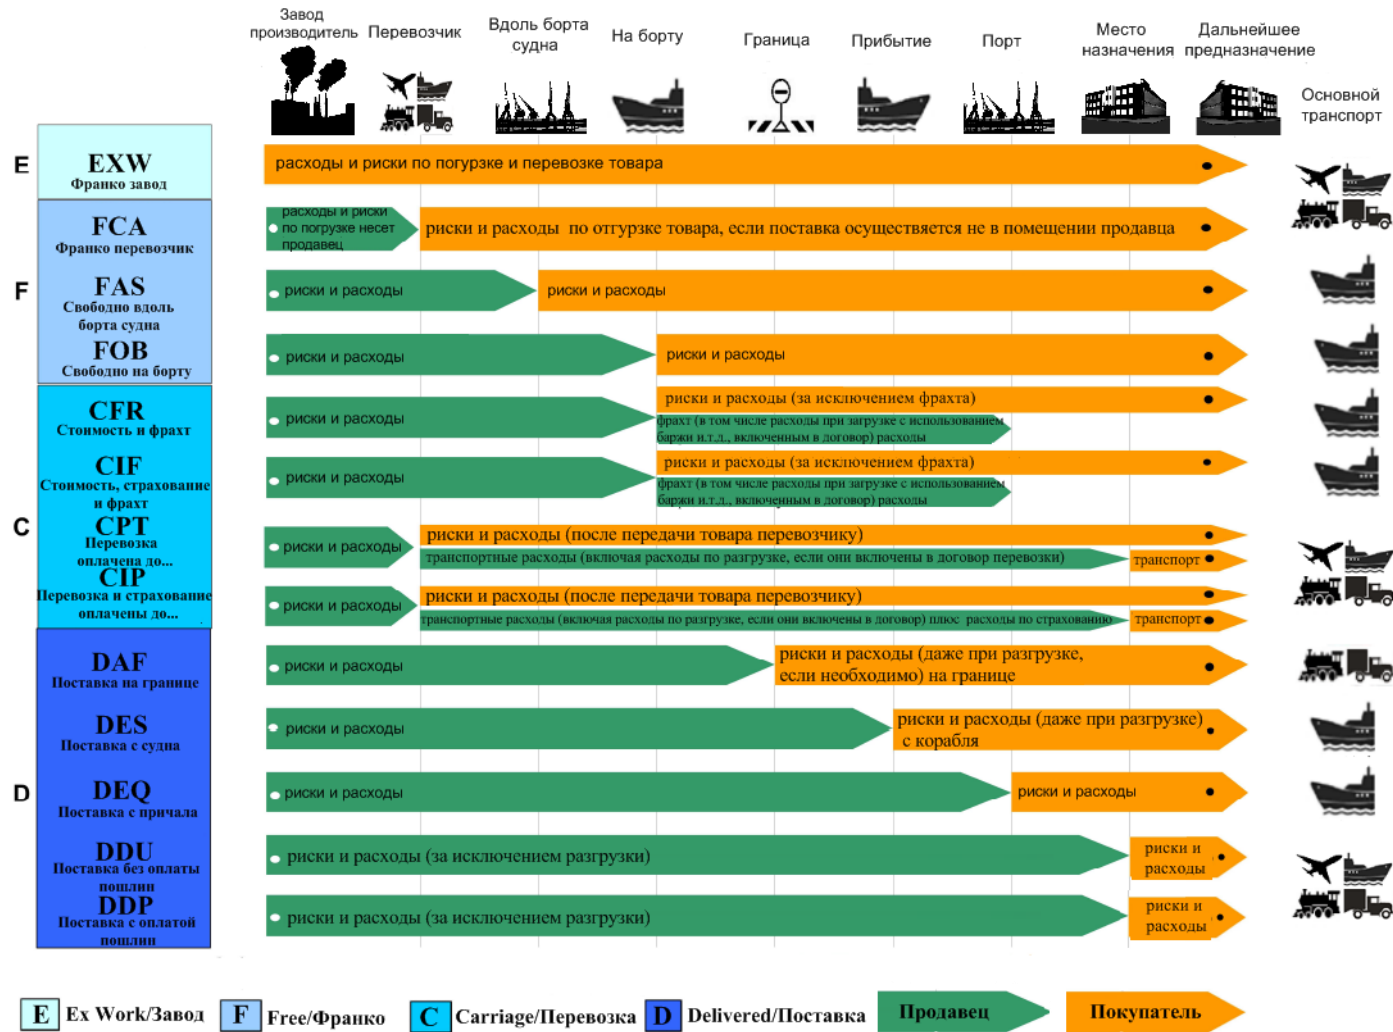 Завод
производитель
Перевозчик
Вдоль борта
судна
На борту
Граница
Прибытие
Порт
Место
назначения
Дальнейшее
предназначение
Основной
транспорт
E
EXW
Франко завод
расходы и риски по погурзке и перевозке товара
FCA
Франко перевозчик
расходы и риски
по погрузке несет
продавец
риски и расходы по отгурзке товара, если поставка осуществяется не в помещении продавца
F
FAS
Свободно вдоль
борта судна
риски и расходы
риски и расходы
FOB
Свободно на борту
риски и расходы
риски и расходы
CFR
Стоимость и фрахт
риски и расходы
риски и расходы (за исключением фрахта)
фрахт (в том числе расходы при загрузке с использованием
баржи и.т.д., включенным в договор) расходы
CIF
Стоимость, страхование
и фрахт
риски и расходы
риски и расходы (за исключением фрахта)
фрахт (в том числе расходы при загрузке с использованием
баржи и.т.д., включенным в договор) расходы
C
CPT
Перевозка
оплачена до...
риски и расходы
риски и расходы (после передачи товара перевозчику)
транспортные расходы (включая расходы по разгрузке, если они включены в договор перевозки)
транспорт
CIP
Перевозка и страхование
оплачены до...
риски и расходы
риски и расходы (после передачи товара перевозчику)
транспортные расходы (включая расходы по разгрузке, если они включены в договор) плюс расходы по страхованию
транспорт
DAF
Поставка на границе
риски и расходы
риски и расходы (даже при разгрузке,
если необходимо) на границе
DES
Поставка с судна
риски и расходы
риски и расходы (даже при разгрузке)
с корабля
D
DEQ
Поставка с причала
риски и расходы
риски и расходы
DDU
Поставка без оплаты
пошлин
риски и расходы (за исключением разгрузки)
риски и
расходы
DDP
Поставка с оплатой
пошлин
риски и расходы (за исключением разгрузки)
риски и
расходы
E Ex Work/Завод
F Free/Франко
C Carriage/Перевозка
D Delivered/Поставка
Продавец
Покупатель